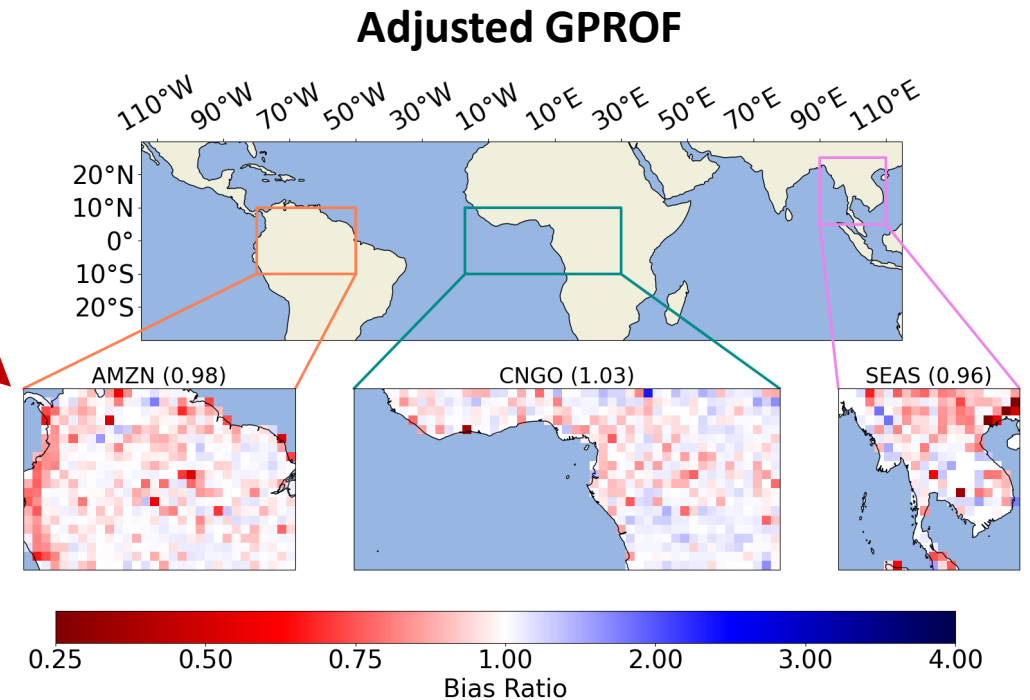 Adjusted GPROF
110°W 90°W 70°W 50°W 30°W 10°W 10°E 30°E 50°E 70°E 90°E 110°E
20°N
10°N
0°
10°S
20°S
AMZN (0.98) CNGO (1.03) SEAS (0.96)
0.25 0.50 0.75 1.00 2.00 3.00 4.00
Bias Ratio